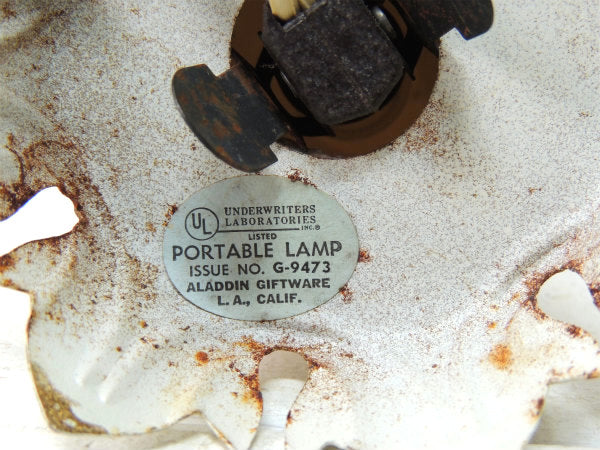 UL
UNDERWRITERS
LABORATORIES
INC.®
LISTED
PORTABLE LAMP
ISSUE NO. G-9473
ALADDIN GIFTWARE
L. A., CALIF.